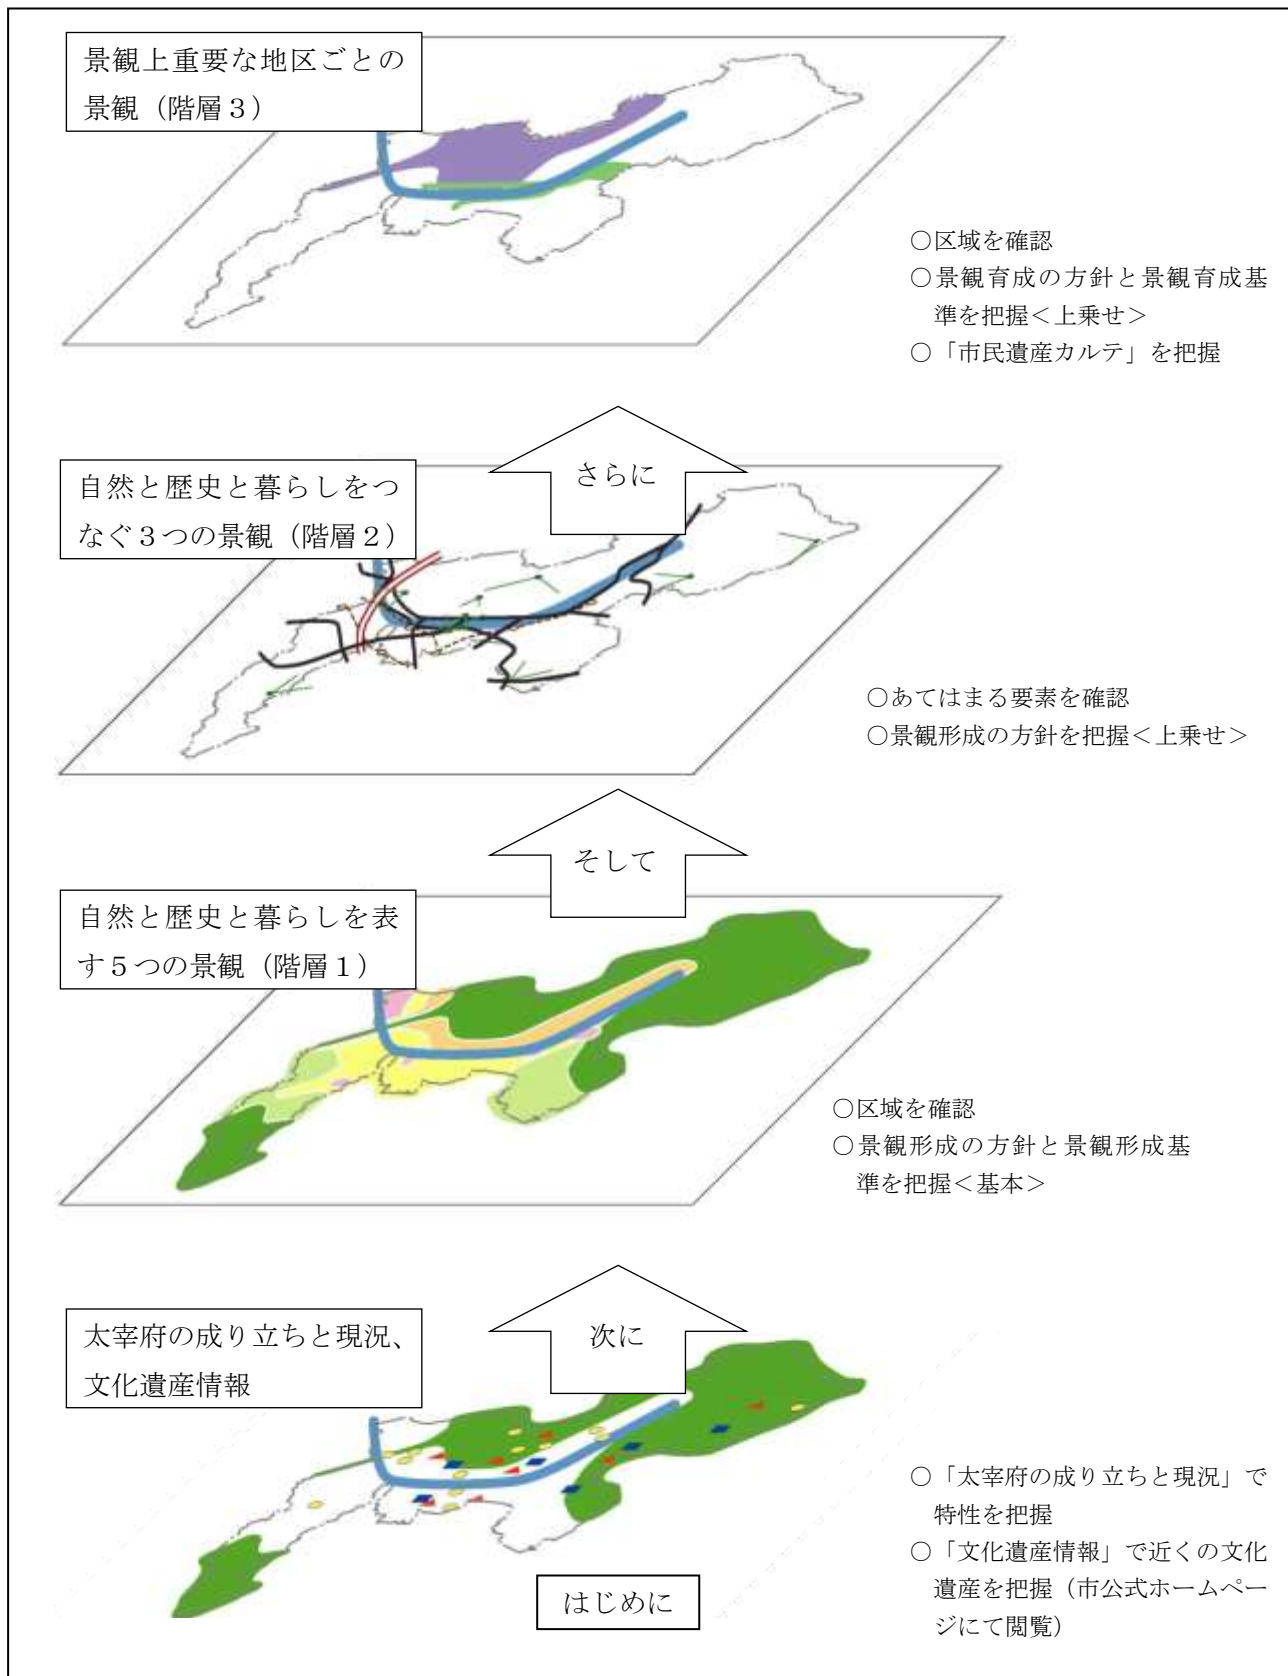 景観上重要な地区ごとの
景観（階層３）
○区域を確認
○景観育成の方針と景観育成基
準を把握＜上乗せ＞
○「市民遺産カルテ」を把握
さらに
自然と歴史と暮らしをつ
なぐ３つの景観（階層２）
○あてはまる要素を確認
○景観形成の方針を把握＜上乗せ＞
そして
自然と歴史と暮らしを表
す５つの景観（階層１）
○区域を確認
○景観形成の方針と景観形成基
準を把握＜基本＞
次に
太宰府の成り立ちと現況、
文化遺産情報
○「太宰府の成り立ちと現況」で
特性を把握
○「文化遺産情報」で近くの文化
遺産を把握（市公式ホームペー
ジにて閲覧）
はじめに